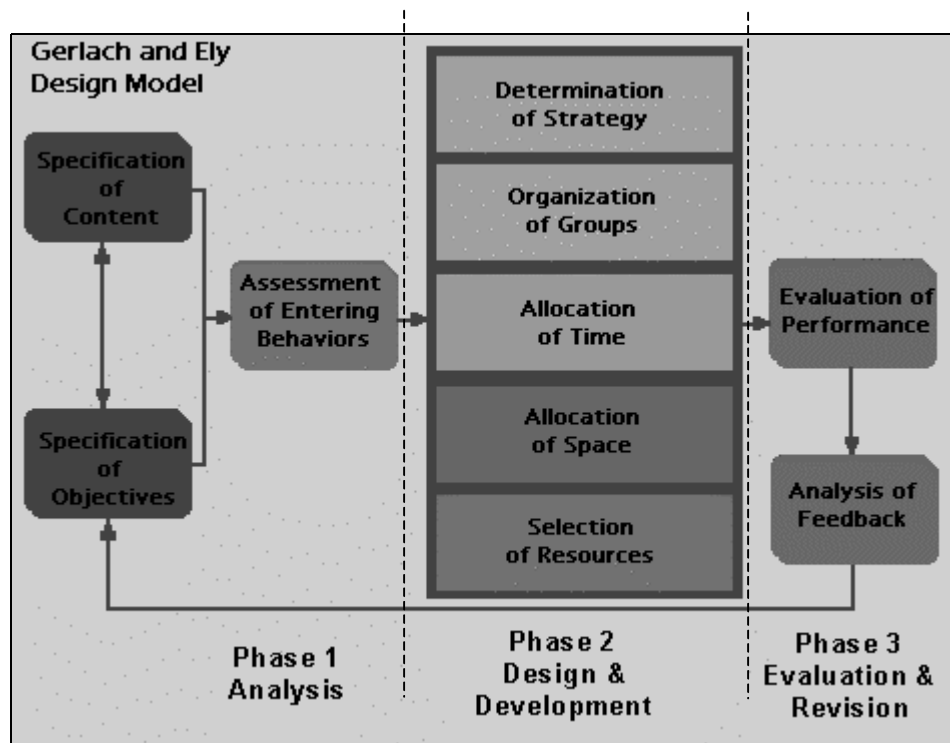 Gerlach and Ely
Design Model
Specification
of
Content
Specification
of
Objectives
Assessment
of Entering
Behaviors
Determination
of Strategy
Organization
of Groups
Allocation
of Time
Allocation
of Space
Selection
of Resources
Evaluation of
Performance
Analysis of
Feedback
Phase 1
Analysis
Phase 2
Design &
Development
Phase 3
Evaluation &
Revision